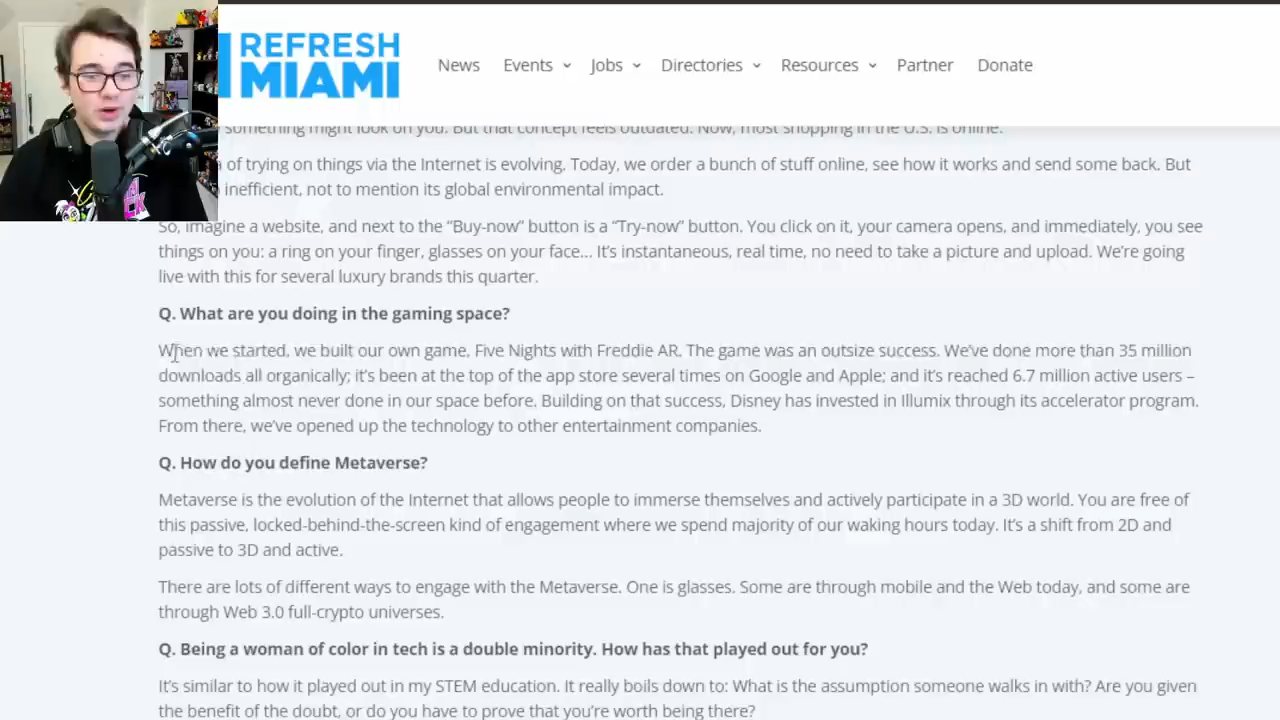 REFRESH
MIAMI
News Events Jobs Directories Resources Partner Donate
something might look on you. But that concept feels outdated. Now, most shopping in the U.S. is online.
of trying on things via the Internet is evolving. Today, we order a bunch of stuff online, see how it works and send some back. But
inefficient, not to mention its global environmental impact.
So, imagine a website, and next to the “Buy-now” button is a “Try-now” button. You click on it, your camera opens, and immediately, you see
things on you: a ring on your finger, glasses on your face… It’s instantaneous, real time, no need to take a picture and upload. We’re going
live with this for several luxury brands this quarter.
Q. What are you doing in the gaming space?
When we started, we built our own game, Five Nights with Freddie AR. The game was an outsize success. We’ve done more than 35 million
downloads all organically; it’s been at the top of the app store several times on Google and Apple; and it’s reached 6.7 million active users –
something almost never done in our space before. Building on that success, Disney has invested in Illumix through its accelerator program.
From there, we’ve opened up the technology to other entertainment companies.
Q. How do you define Metaverse?
Metaverse is the evolution of the Internet that allows people to immerse themselves and actively participate in a 3D world. You are free of
this passive, locked-behind-the-screen kind of engagement where we spend majority of our waking hours today. It’s a shift from 2D and
passive to 3D and active.
There are lots of different ways to engage with the Metaverse. One is glasses. Some are through mobile and the Web today, and some are
through Web 3.0 full-crypto universes.
Q. Being a woman of color in tech is a double minority. How has that played out for you?
It’s similar to how it played out in my STEM education. It really boils down to: What is the assumption someone walks in with? Are you given
the benefit of the doubt, or do you have to prove that you’re worth being there?